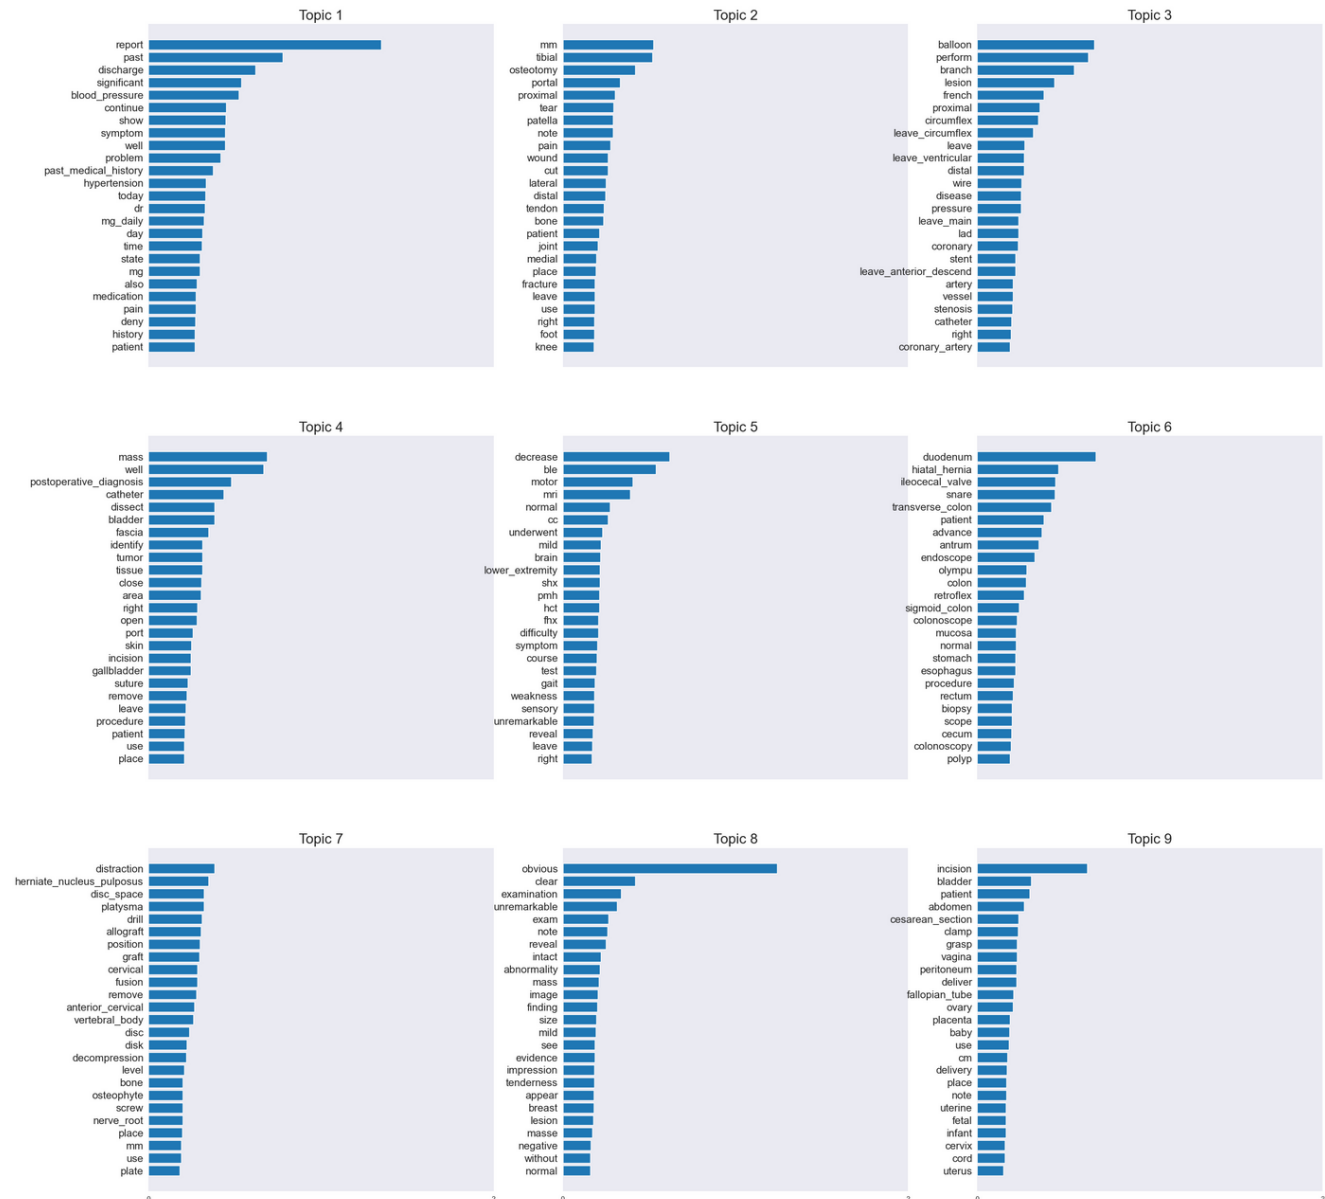 Topic 1
report
past
discharge
significant
blood_pressure
continue
show
symptom
well
problem
past_medical_history
hypertension
today
dr
mg_daily
day
time
state
mg
also
medication
pain
deny
history
patient
Topic 2
mm
tibial
osteotomy
portal
proximal
tear
patella
note
pain
wound
cut
lateral
distal
tendon
bone
patient
joint
medial
place
fracture
leave
use
right
foot
knee
Topic 3
balloon
perform
branch
lesion
french
proximal
circumflex
leave_circumflex
leave
leave_ventricular
distal
wire
disease
pressure
leave_main
lad
coronary
stent
leave_anterior_descend
artery
vessel
stenosis
catheter
right
coronary_artery
Topic 4
mass
well
postoperative_diagnosis
catheter
dissect
bladder
fascia
identify
tumor
tissue
close
area
right
open
port
skin
incision
gallbladder
suture
remove
leave
procedure
patient
use
place
Topic 5
decrease
ble
motor
mri
normal
cc
underwent
mild
brain
lower_extremity
shx
pmh
hct
fhx
difficulty
symptom
course
test
gait
weakness
sensory
unremarkable
reveal
leave
right
Topic 6
duodenum
hiatal_hernia
ileocecal_valve
snare
transverse_colon
patient
advance
antrum
endoscope
olympu
colon
retroflex
sigmoid_colon
colonoscope
mucosa
normal
stomach
esophagus
procedure
rectum
biopsy
scope
cecum
colonoscopy
polyp
Topic 7
distraction
herniate_nucleus_pulposus
disc_space
platysma
drill
allograft
position
graft
cervical
fusion
remove
anterior_cervical
vertebral_body
disc
disk
decompression
level
bone
osteophyte
screw
nerve_root
place
mm
use
plate
Topic 8
obvious
clear
examination
unremarkable
exam
note
reveal
intact
abnormality
mass
image
finding
size
mild
see
evidence
impression
tenderness
appear
breast
lesion
masse
negative
without
normal
Topic 9
incision
bladder
patient
abdomen
cesarean_section
clamp
grasp
vagina
peritoneum
deliver
fallopian_tube
ovary
placenta
baby
use
cm
delivery
place
note
uterine
fetal
infant
cervix
cord
uterus